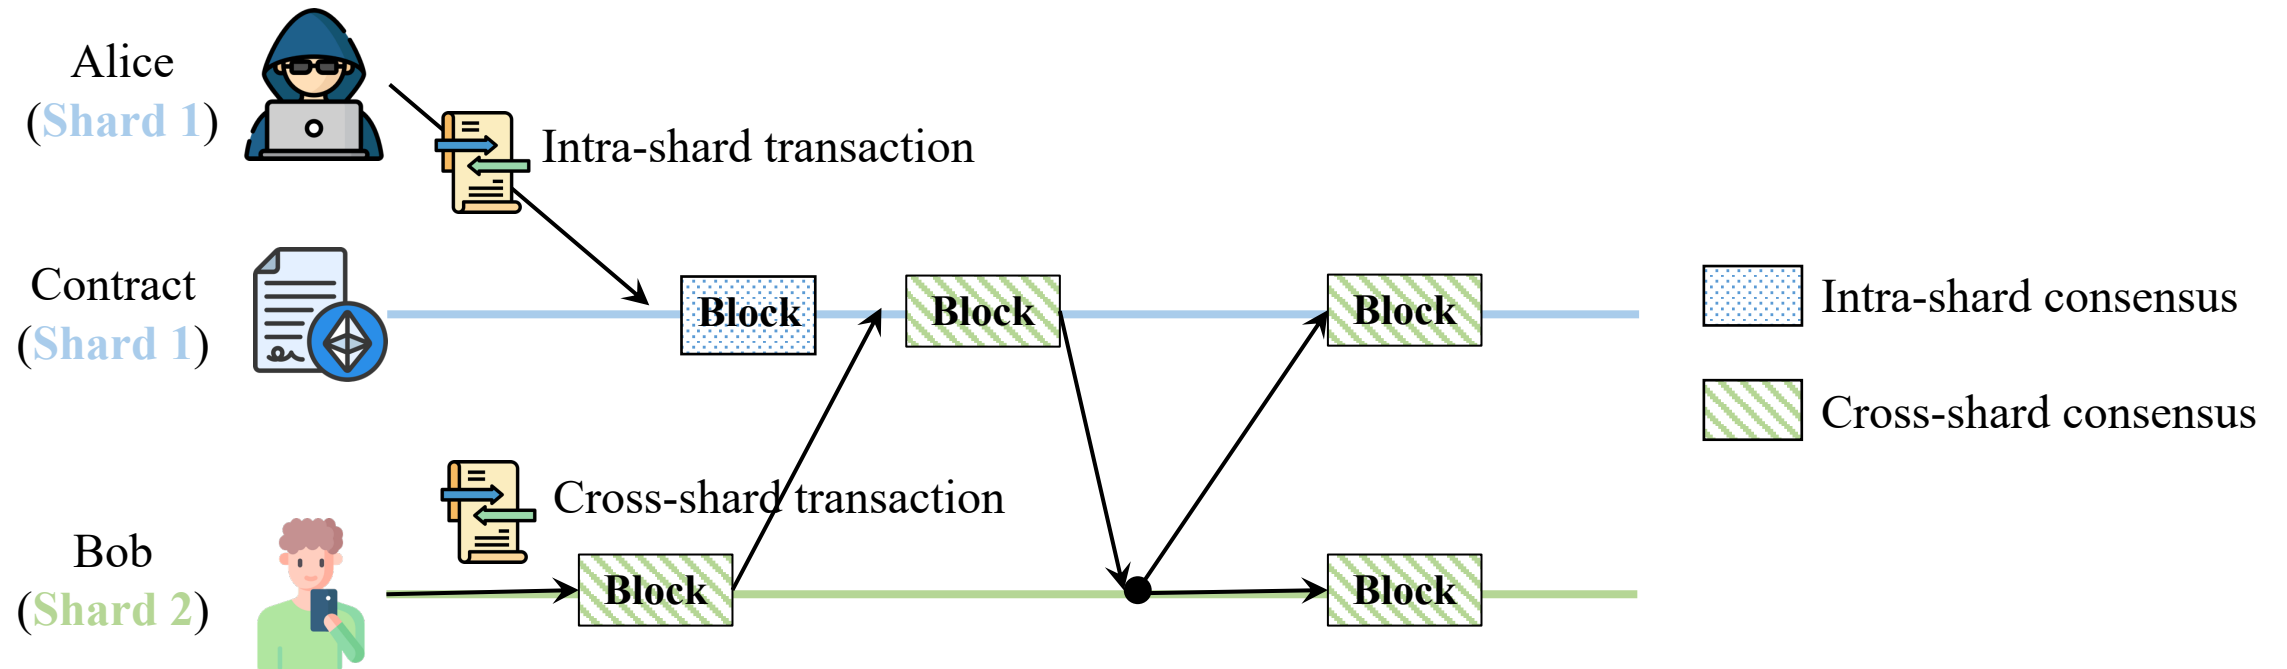 Alice
(Shard 1)
Intra-shard transaction
Contract
(Shard 1)
Block
Block
Block
Intra-shard consensus
Cross-shard consensus
Cross-shard transaction
Bob
(Shard 2)
Block
Block